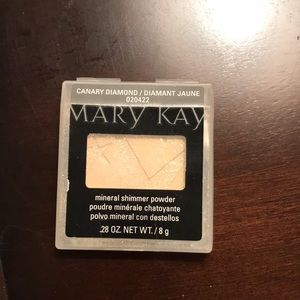 CANARY DIAMOND / DIAMANT JAUNE
020422
MARY KAY
mineral shimmer powder
poudre minérale chatoyante
polvo mineral con destellos
.28 OZ. NET WT. / 8 g